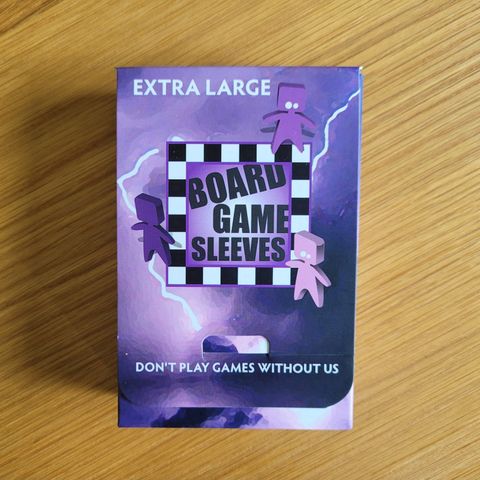 EXTRA LARGE
BOARD
GAME
SLEEVES
DON'T PLAY GAMES WITHOUT US